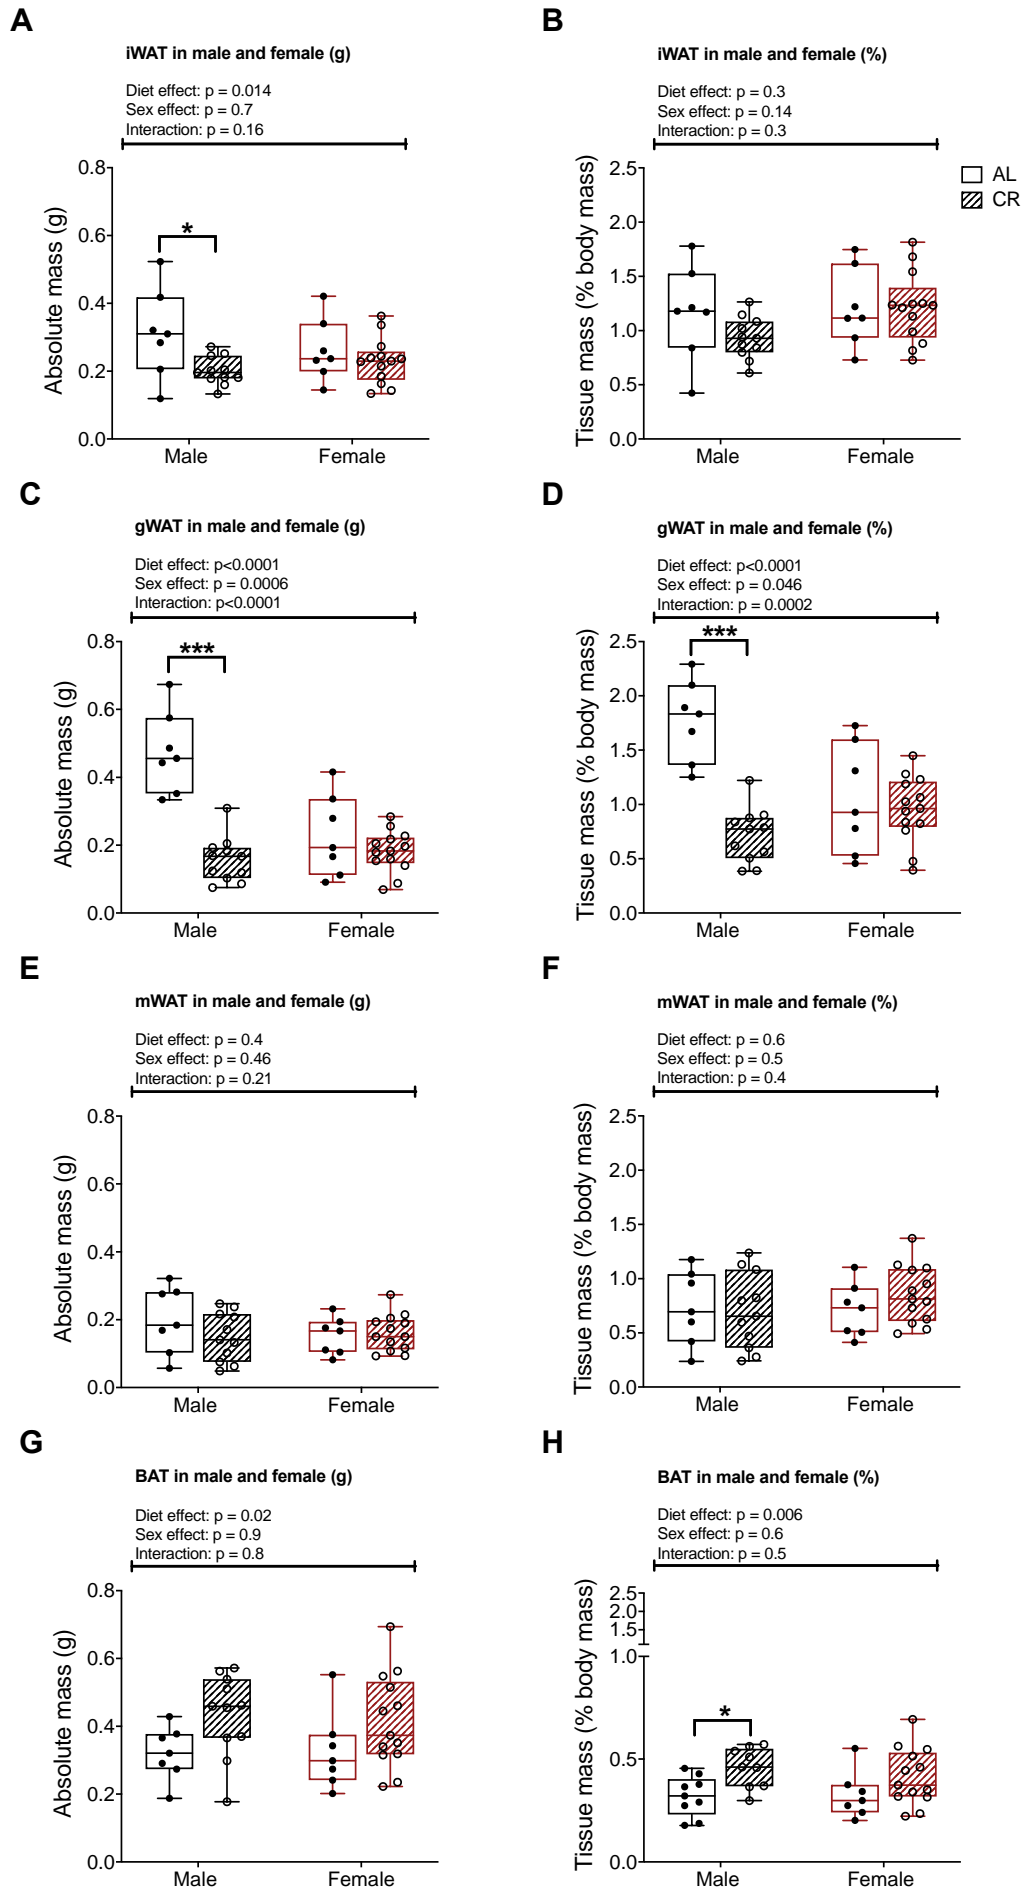 A
iWAT in male and female (g)
Diet effect: p = 0.014
Sex effect: p = 0.7
Interaction: p = 0.16
Absolute mass (g)
0.8
0.6
0.4
0.2
0.0
*
Male
Female
B
iWAT in male and female (%)
Diet effect: p = 0.3
Sex effect: p = 0.14
Interaction: p = 0.3
Tissue mass (% body mass)
2.5
2.0
1.5
1.0
0.5
0.0
Male
Female
AL
CR
C
gWAT in male and female (g)
Diet effect: p<0.0001
Sex effect: p = 0.0006
Interaction: p<0.0001
Absolute mass (g)
0.8
0.6
0.4
0.2
0.0
***
Male
Female
D
gWAT in male and female (%)
Diet effect: p<0.0001
Sex effect: p = 0.046
Interaction: p = 0.0002
Tissue mass (% body mass)
2.5
2.0
1.5
1.0
0.5
0.0
***
Male
Female
E
mWAT in male and female (g)
Diet effect: p = 0.4
Sex effect: p = 0.46
Interaction: p = 0.21
Absolute mass (g)
0.8
0.6
0.4
0.2
0.0
Male
Female
F
mWAT in male and female (%)
Diet effect: p = 0.6
Sex effect: p = 0.5
Interaction: p = 0.4
Tissue mass (% body mass)
2.5
2.0
1.5
1.0
0.5
0.0
Male
Female
G
BAT in male and female (g)
Diet effect: p = 0.02
Sex effect: p = 0.9
Interaction: p = 0.8
Absolute mass (g)
0.8
0.6
0.4
0.2
0.0
Male
Female
H
BAT in male and female (%)
Diet effect: p = 0.006
Sex effect: p = 0.6
Interaction: p = 0.5
Tissue mass (% body mass)
2.5
2.0
1.5
1.0
0.5
0.0
*
Male
Female